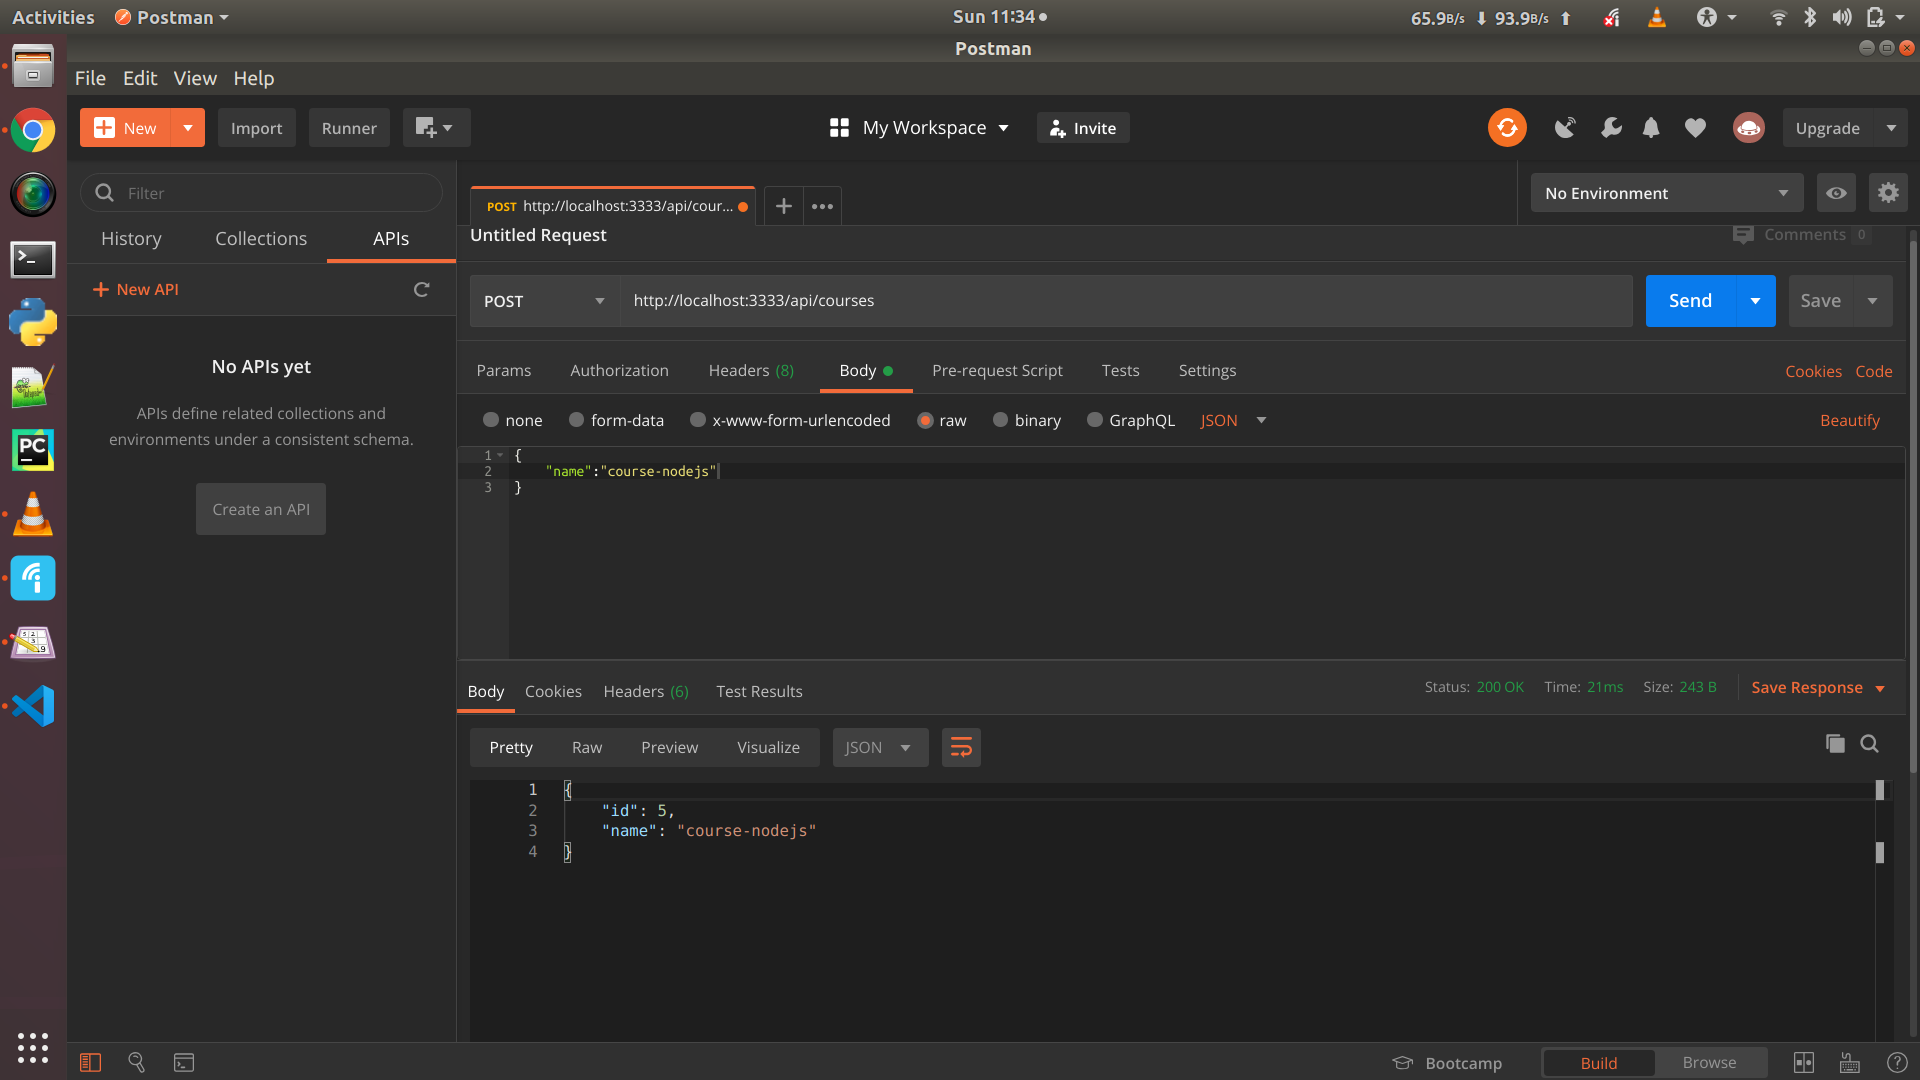 Activities Postman Sun 11:34 65.9B/s 93.9B/s
Postman
File Edit View Help
New Import Runner My Workspace Invite Upgrade
Filter
POST http://localhost:3333/api/cour... No Environment
History Collections APIs
Untitled Request Comments 0
New API
POST http://localhost:3333/api/courses Send Save
No APIs yet
APIs define related collections and
environments under a consistent schema.
Create an API
Params Authorization Headers (8) Body Pre-request Script Tests Settings Cookies Code
none form-data x-www-form-urlencoded raw binary GraphQL JSON Beautify
1 {
2 "name":"course-nodejs"
3 }
Body Cookies Headers (6) Test Results Status: 200 OK Time: 21ms Size: 243 B Save Response
Pretty Raw Preview Visualize JSON
1 {
2 "id": 5,
3 "name": "course-nodejs"
4 }
PC
Bootcamp Build Browse